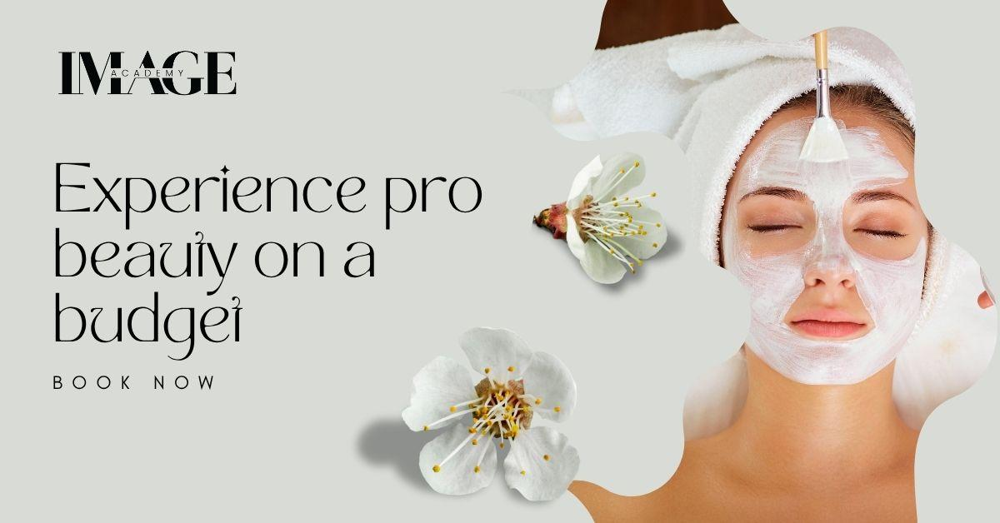 IMAGE
ACADEMY
Experience pro
beauty on a
budget
BOOK NOW